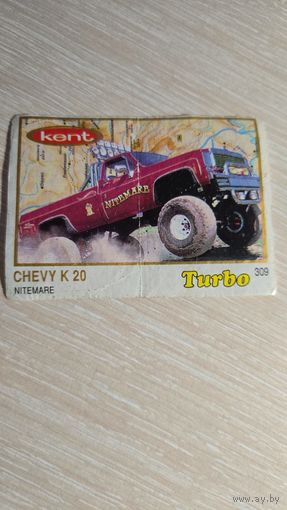 kent
NITEMARE
CHEVY K 20
Turbo
309
NITEMARE
www.ay.by